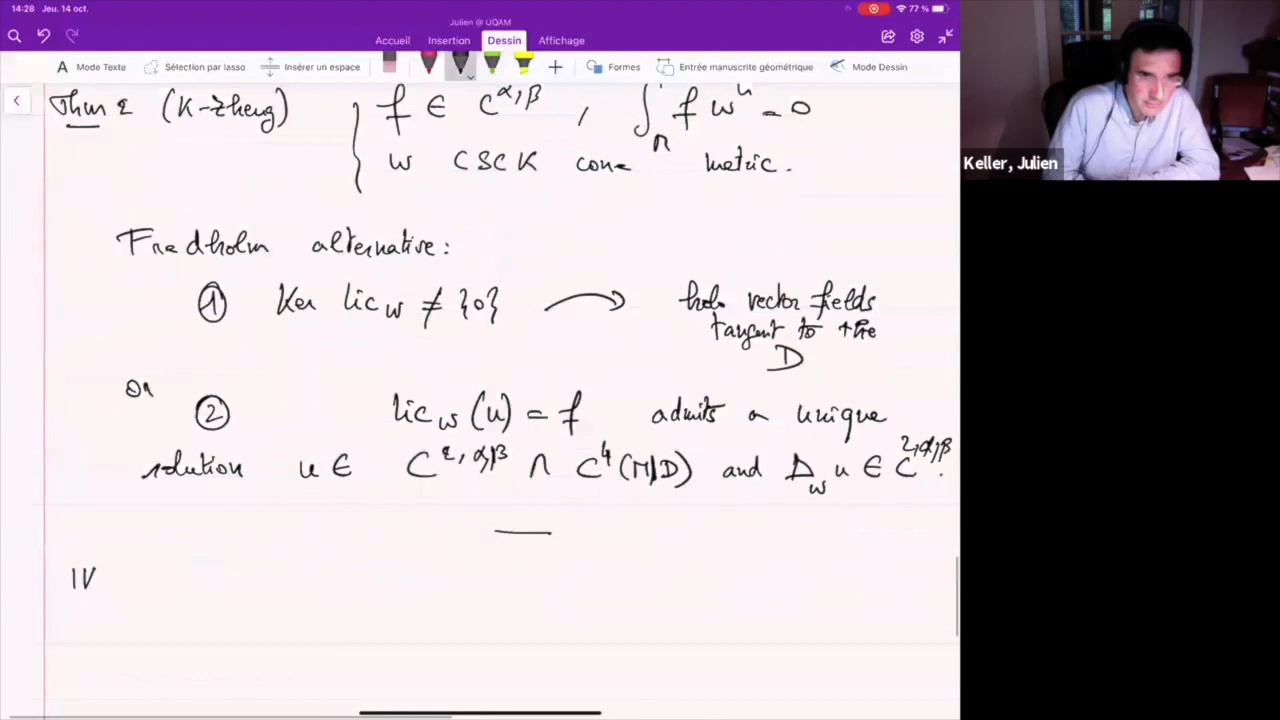 14:28 Jeu. 14 oct.
77 %
Julien @ UQAM
Accueil Insertion Dessin Affichage
A Mode Texte Sélection par lasso Insérer un espace Formes Entrée manuscrite géométrique Mode Dessin
Thm 2 (K-Zheng) f ∈ C^{α,β}, ∫_M f ω^n = 0
ω CSCK cone metric.
Fredholm alternative:
① Ker Lic_ω ≠ {0} → holo vector fields
tangent to the
D
or
② Lic_ω (u) = f admits a unique
solution u ∈ C^{2,α,β} ∩ C^4(M\D) and Δ_ω u ∈ C^{2,α,β}.
IV
Keller, Julien